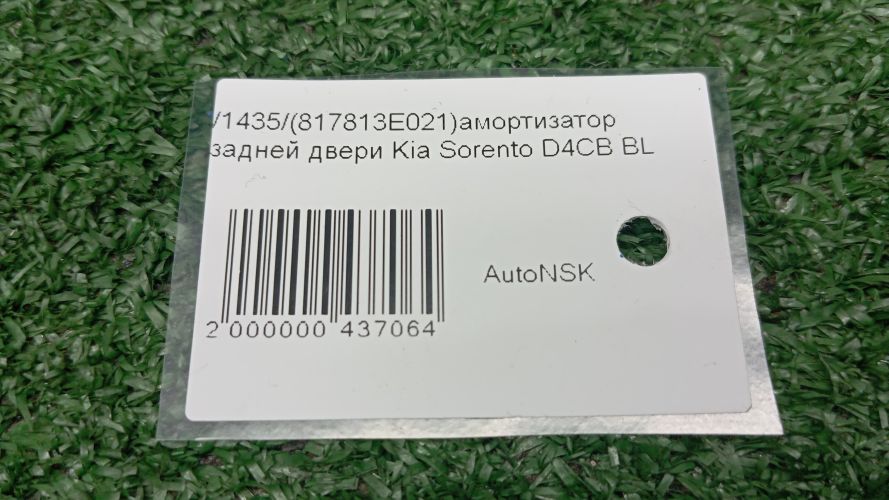 /1435/(817813E021)амортизатор
задней двери Kia Sorento D4CB BL
AutoNSK
2 000000 437064